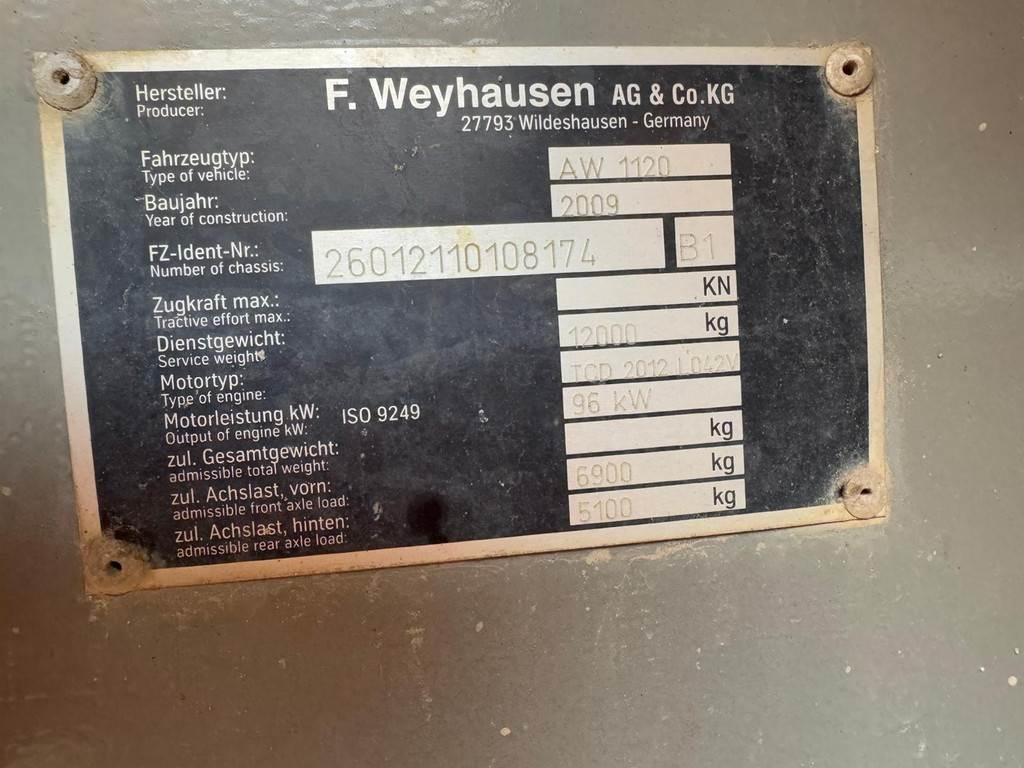 Hersteller: F. Weyhausen AG & Co.KG
Producer: 27793 Wildeshausen - Germany
Fahrzeugtyp:
Type of vehicle: AW 1120
Baujahr:
Year of construction: 2009
FZ-Ident-Nr.:
Number of chassis: 26012110108174 B1
Zugkraft max.: KN
Tractive effort max.:
Dienstgewicht: 12000 kg
Service weight:
Motortyp: TCD 2012 L042V
Type of engine:
Motorleistung kW: ISO 9249 96 kW
Output of engine kW:
zul. Gesamtgewicht: kg
admissible total weight:
zul. Achslast, vorn: 6900 kg
admissible front axle load:
zul. Achslast, hinten: 5100 kg
admissible rear axle load: